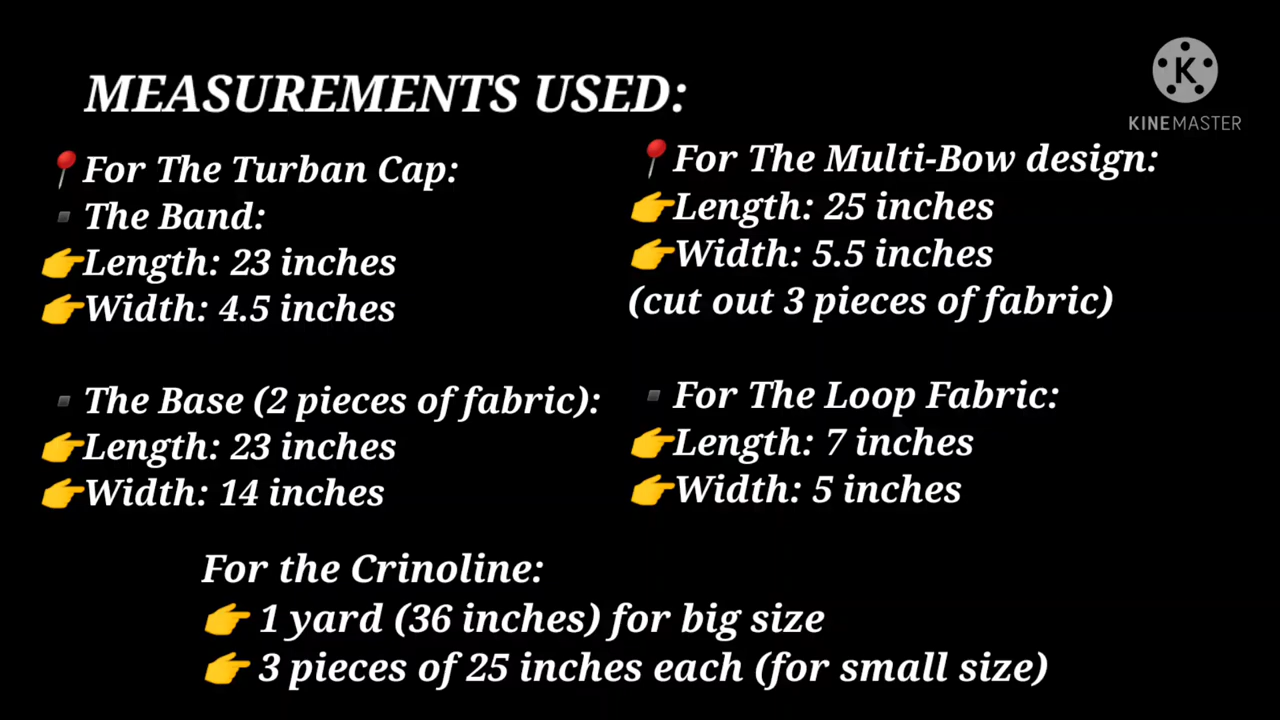 MEASUREMENTS USED:
KINEMASTER
📍For The Turban Cap:
▪The Band:
👉Length: 23 inches
👉Width: 4.5 inches
▪The Base (2 pieces of fabric):
👉Length: 23 inches
👉Width: 14 inches
📍For The Multi-Bow design:
👉Length: 25 inches
👉Width: 5.5 inches
(cut out 3 pieces of fabric)
▪For The Loop Fabric:
👉Length: 7 inches
👉Width: 5 inches
For the Crinoline:
👉 1 yard (36 inches) for big size
👉 3 pieces of 25 inches each (for small size)